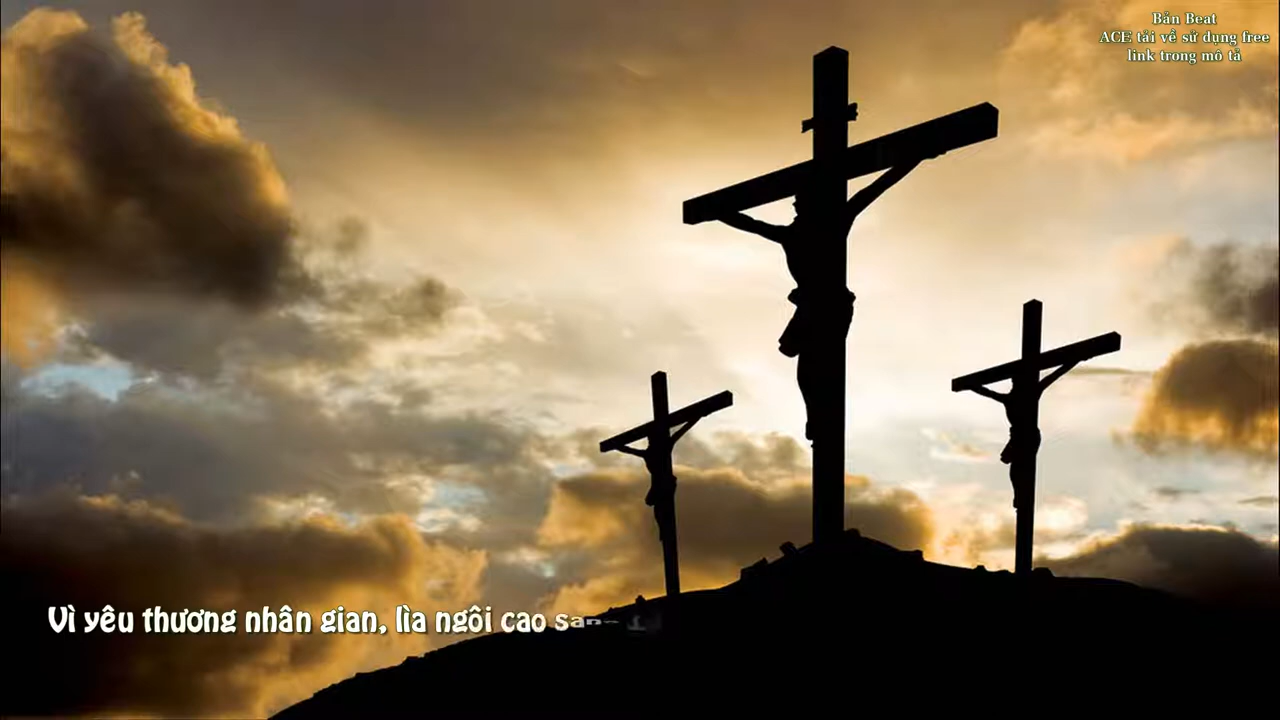 Bản Beat
ACE tải về sử dụng free
link trong mô tả
Vì yêu thương nhân gian, lìa ngôi cao